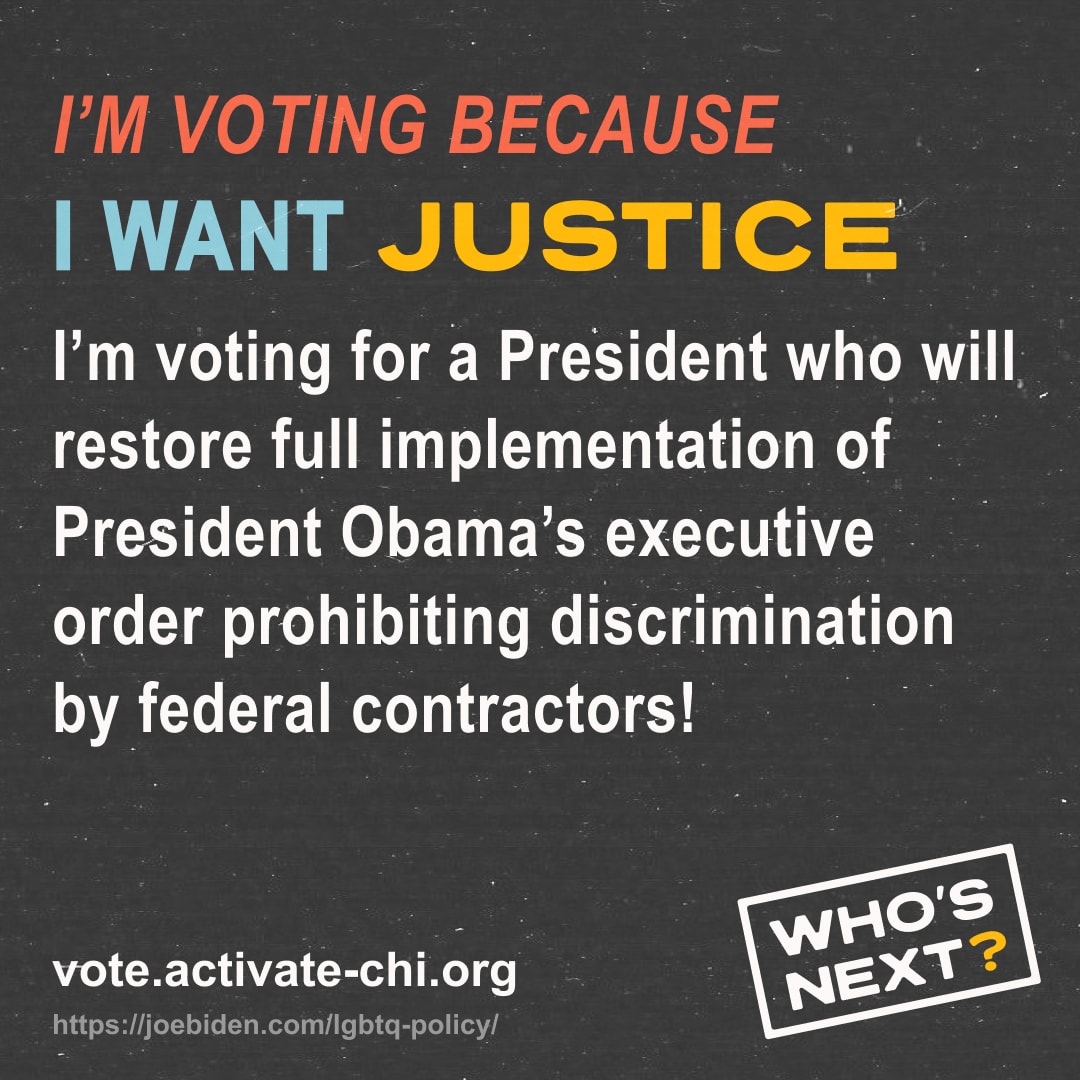 I'M VOTING BECAUSE
I WANT JUSTICE
I'm voting for a President who will
restore full implementation of
President Obama's executive
order prohibiting discrimination
by federal contractors!
WHO'S
NEXT?
vote.activate-chi.org
https://joebiden.com/lgbtq-policy/